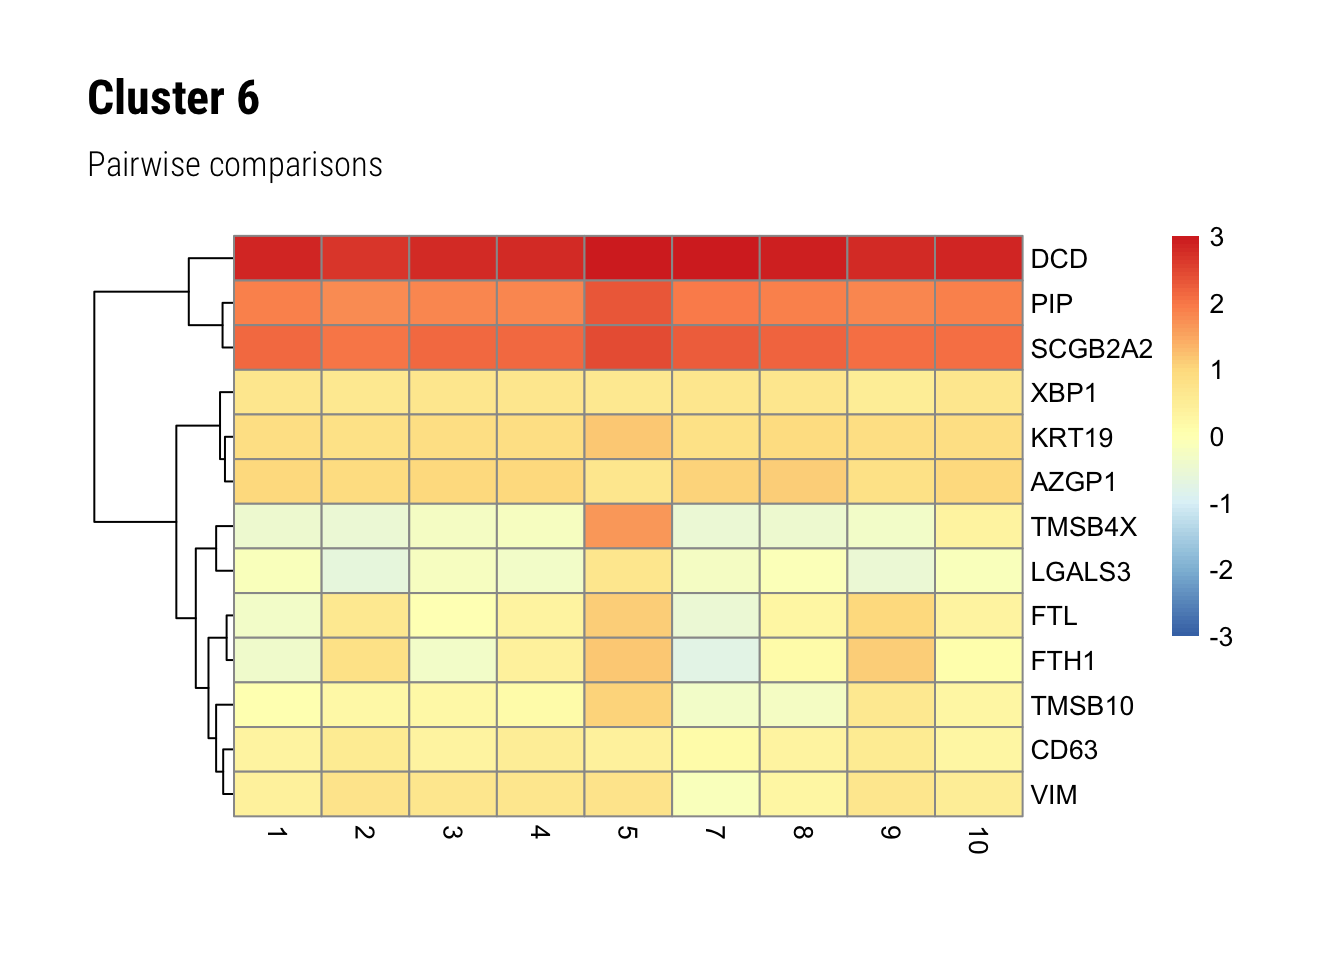 Cluster 6
Pairwise comparisons
DCD
PIP
SCGB2A2
XBP1
KRT19
AZGP1
TMSB4X
LGALS3
FTL
FTH1
TMSB10
CD63
VIM
1 2 3 4 5 7 8 9 10
3
2
1
0
-1
-2
-3